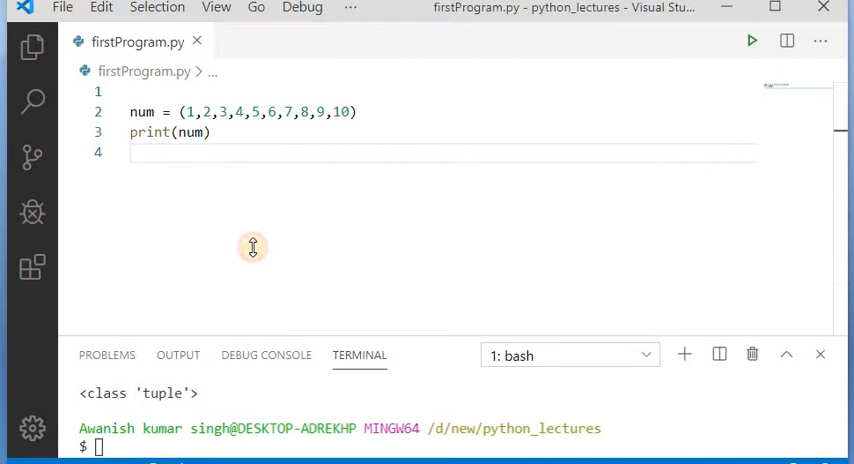 File Edit Selection View Go Debug ··· firstProgram.py - python_lectures - Visual Stu...
firstProgram.py ×
firstProgram.py > ...
1
2 num = (1,2,3,4,5,6,7,8,9,10)
3 print(num)
4
PROBLEMS OUTPUT DEBUG CONSOLE TERMINAL 1: bash
<class 'tuple'>
Awanish kumar singh@DESKTOP-ADREKHP MINGW64 /d/new/python_lectures
$